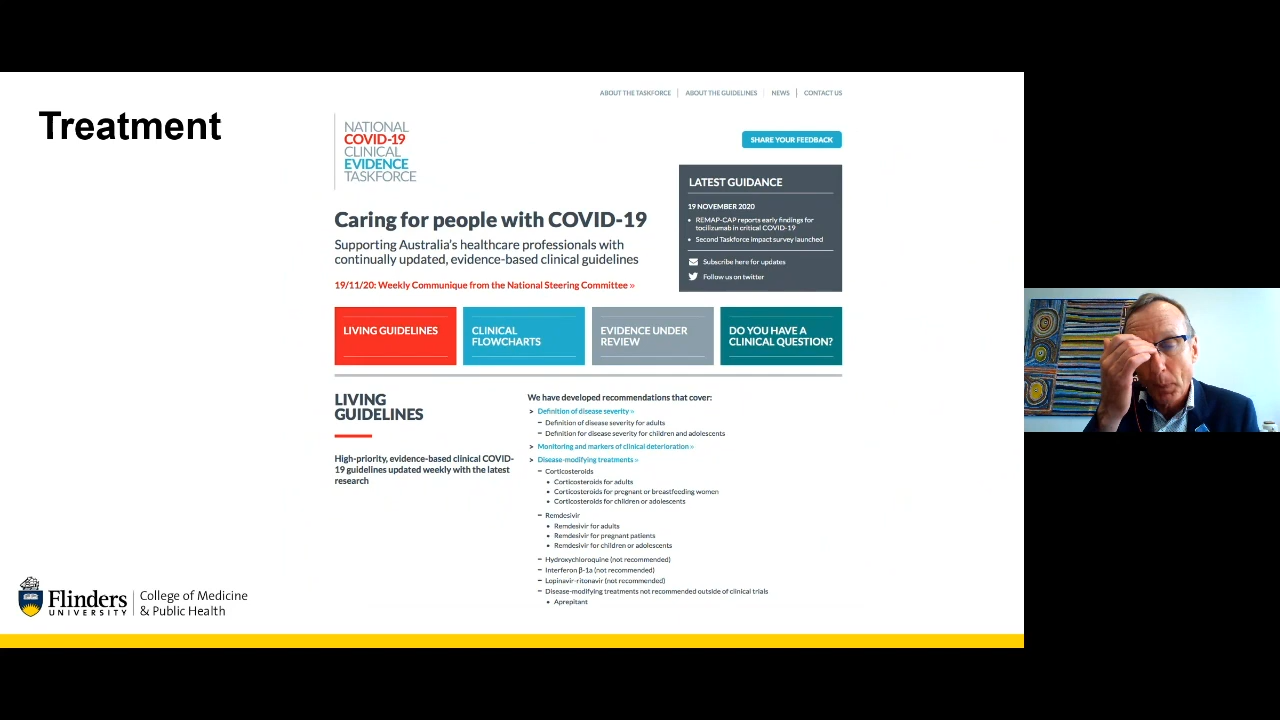 Treatment
ABOUT THE TASKFORCE | ABOUT THE GUIDELINES | NEWS | CONTACT US
NATIONAL
COVID-19
CLINICAL
EVIDENCE
TASKFORCE
SHARE YOUR FEEDBACK
Caring for people with COVID-19
Supporting Australia's healthcare professionals with
continually updated, evidence-based clinical guidelines
19/11/20: Weekly Communique from the National Steering Committee »
LATEST GUIDANCE
19 NOVEMBER 2020
• REMAP-CAP reports early findings for
tocilizumab in critical COVID-19
• Second Taskforce impact survey launched
Subscribe here for updates
Follow us on twitter
LIVING GUIDELINES
CLINICAL
FLOWCHARTS
EVIDENCE UNDER
REVIEW
DO YOU HAVE A
CLINICAL QUESTION?
LIVING
GUIDELINES
High-priority, evidence-based clinical COVID-
19 guidelines updated weekly with the latest
research
We have developed recommendations that cover:
> Definition of disease severity »
– Definition of disease severity for adults
– Definition for disease severity for children and adolescents
> Monitoring and markers of clinical deterioration »
> Disease-modifying treatments »
– Corticosteroids
• Corticosteroids for adults
• Corticosteroids for pregnant or breastfeeding women
• Corticosteroids for children or adolescents
– Remdesivir
• Remdesivir for adults
• Remdesivir for pregnant patients
• Remdesivir for children or adolescents
– Hydroxychloroquine (not recommended)
– Interferon β-1a (not recommended)
– Lopinavir-ritonavir (not recommended)
– Disease-modifying treatments not recommended outside of clinical trials
• Aprepitant
Flinders
UNIVERSITY
College of Medicine
& Public Health